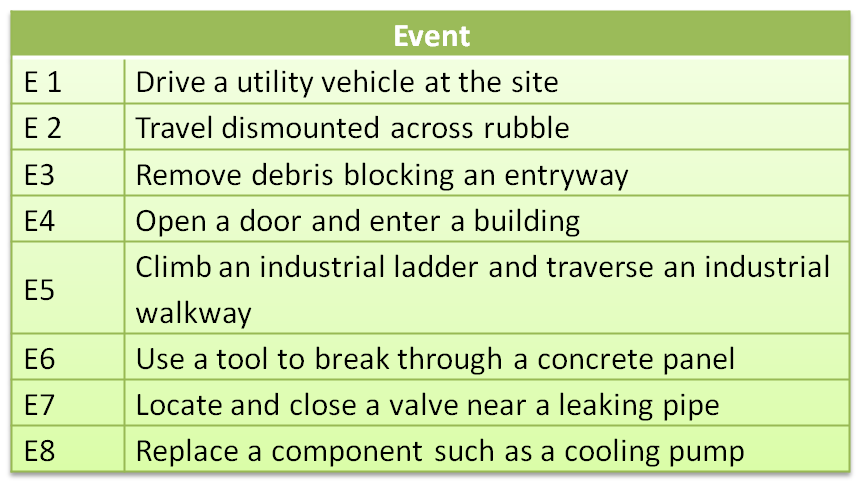 Event
E 1 Drive a utility vehicle at the site
E 2 Travel dismounted across rubble
E3 Remove debris blocking an entryway
E4 Open a door and enter a building
E5 Climb an industrial ladder and traverse an industrial
walkway
E6 Use a tool to break through a concrete panel
E7 Locate and close a valve near a leaking pipe
E8 Replace a component such as a cooling pump